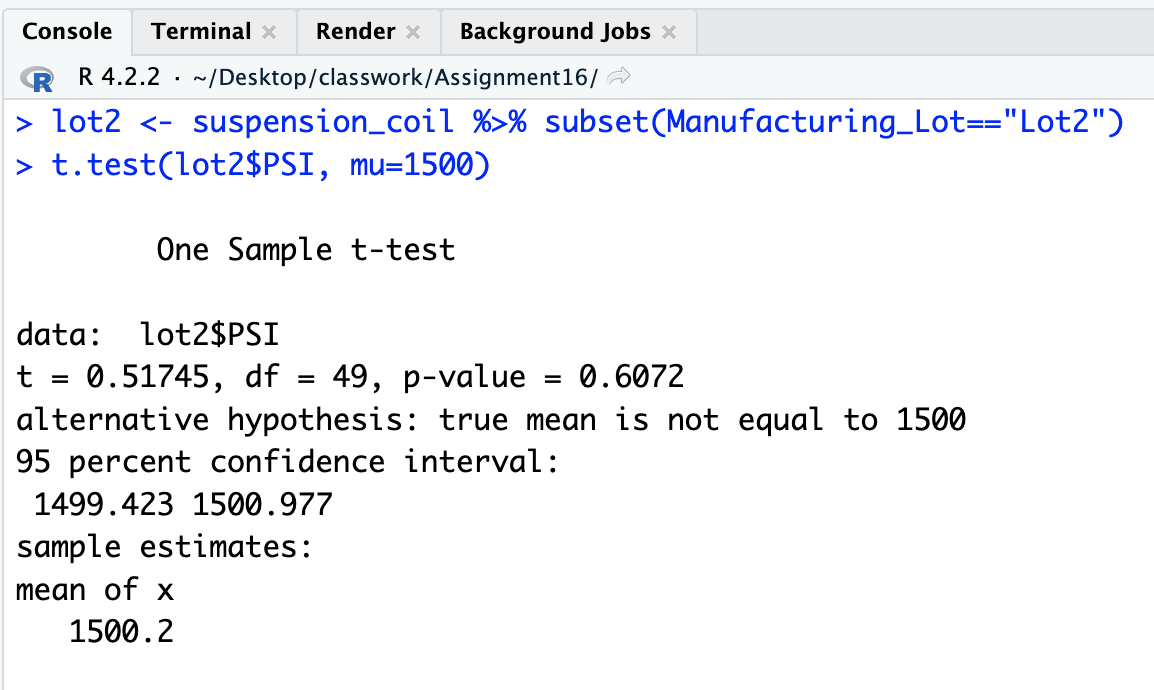 Console Terminal × Render × Background Jobs ×
R R 4.2.2 · ~/Desktop/classwork/Assignment16/
> lot2 <- suspension_coil %>% subset(Manufacturing_Lot=="Lot2")
> t.test(lot2$PSI, mu=1500)
One Sample t-test
data:  lot2$PSI
t = 0.51745, df = 49, p-value = 0.6072
alternative hypothesis: true mean is not equal to 1500
95 percent confidence interval:
 1499.423 1500.977
sample estimates:
mean of x
   1500.2